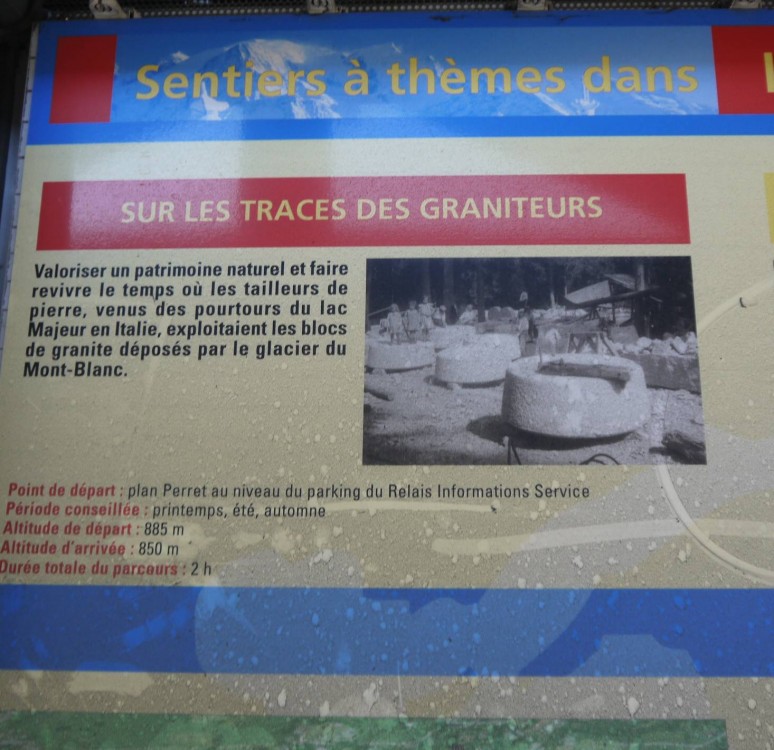 Sentiers à thèmes dans
SUR LES TRACES DES GRANITEURS
Valoriser un patrimoine naturel et faire
revivre le temps où les tailleurs de
pierre, venus des pourtours du lac
Majeur en Italie, exploitaient les blocs
de granite déposés par le glacier du
Mont-Blanc.
Point de départ : plan Perret au niveau du parking du Relais Informations Service
Période conseillée : printemps, été, automne
Altitude de départ : 885 m
Altitude d'arrivée : 850 m
Durée totale du parcours : 2 h